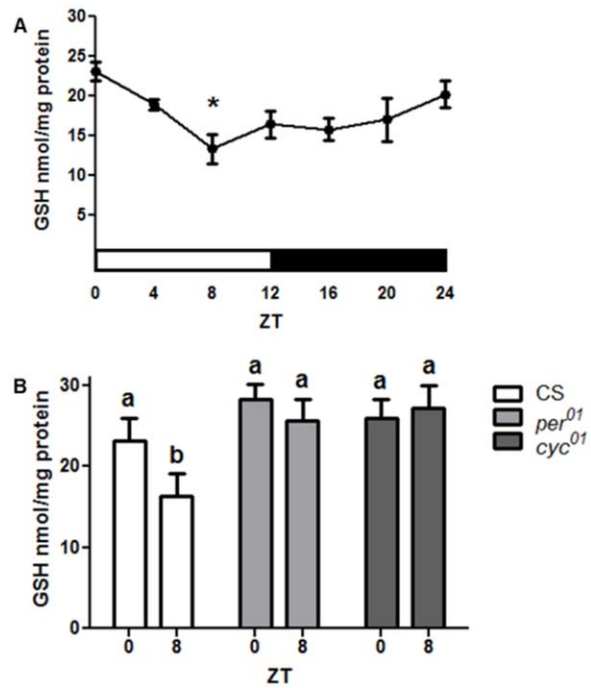 A
GSH nmol/mg protein
30
25
20
15
10
5
*
0 4 8 12 16 20 24
ZT
B
GSH nmol/mg protein
30
20
10
0
a b a a a a
0 8 0 8 0 8
ZT
CS
per01
cyc01